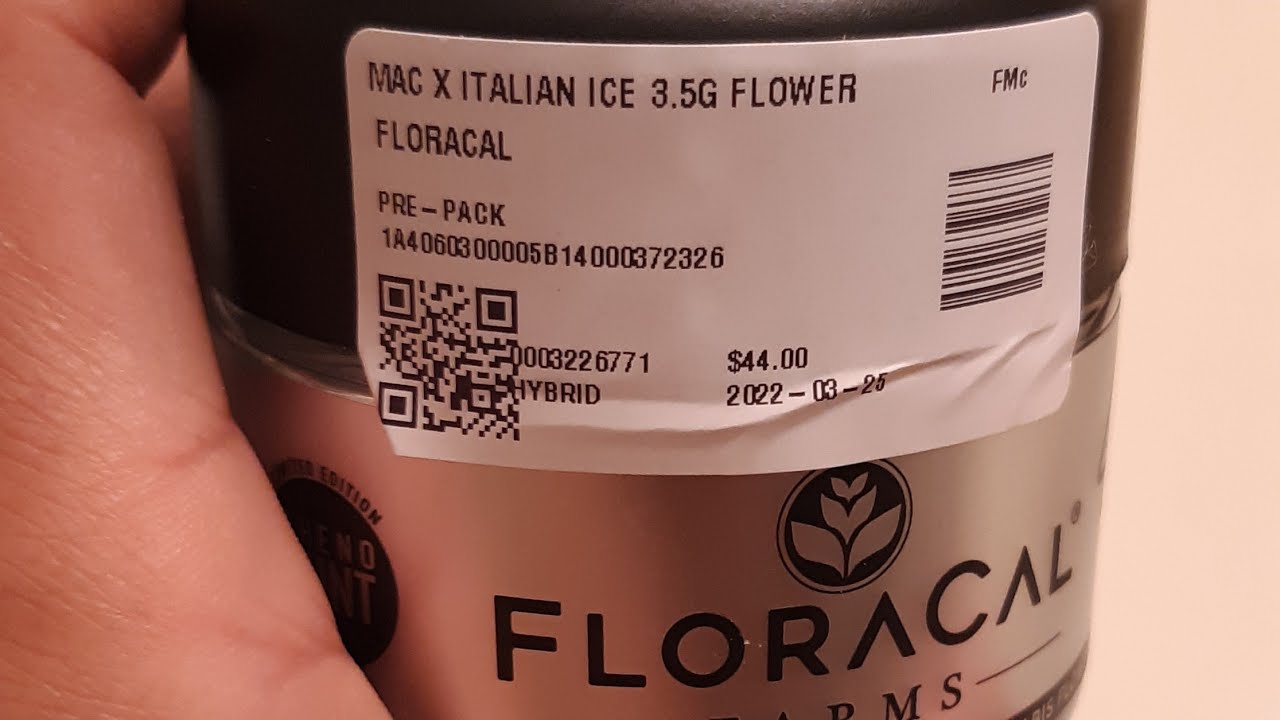 MAC X ITALIAN ICE 3.5G FLOWER
FMc
FLORACAL
PRE-PACK
1A4060300005B14000372326
0003226771
$44.00
HYBRID
2022-03-25
EDITION
FLORACAL®